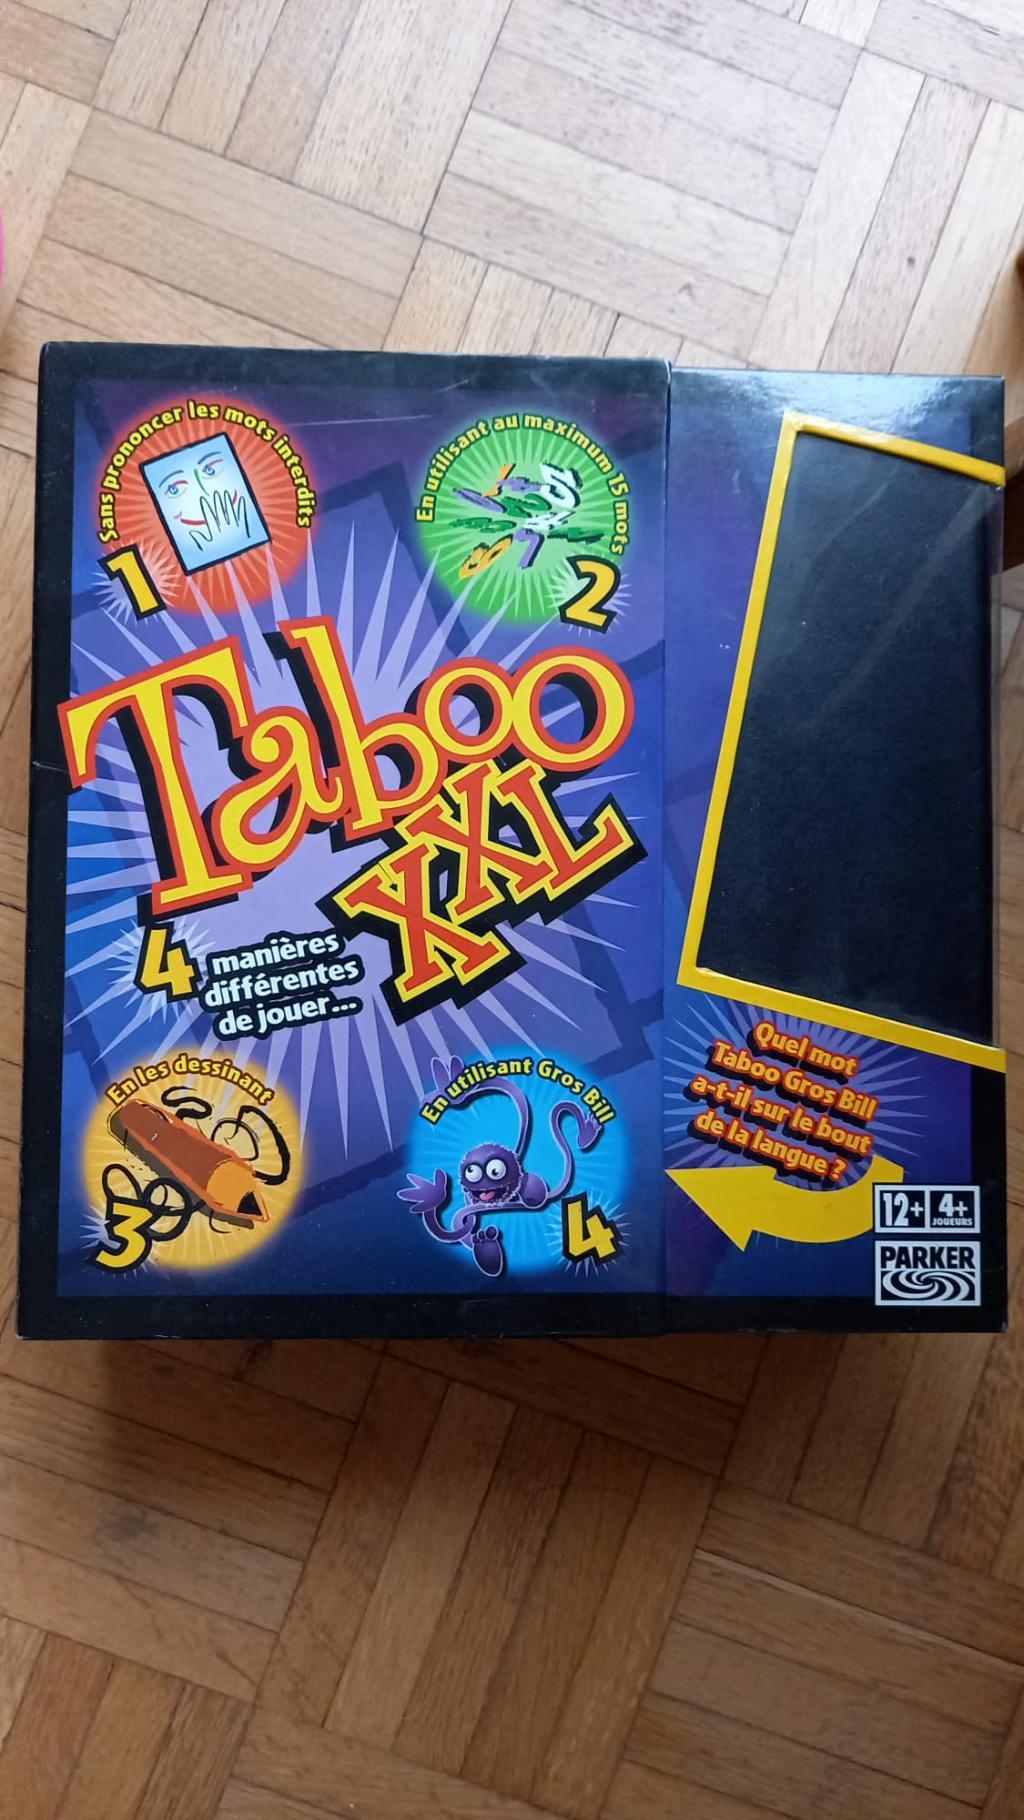 Sans prononcer les mots interdits
1
En utilisant au maximum 15 mots
2
Taboo
XXL
4 manières
différentes
de jouer...
En les dessinant
3
En utilisant Gros Bill
4
Quel mot
Taboo Gros Bill
a-t-il sur le bout
de la langue ?
12+
4+
JOUEURS
PARKER